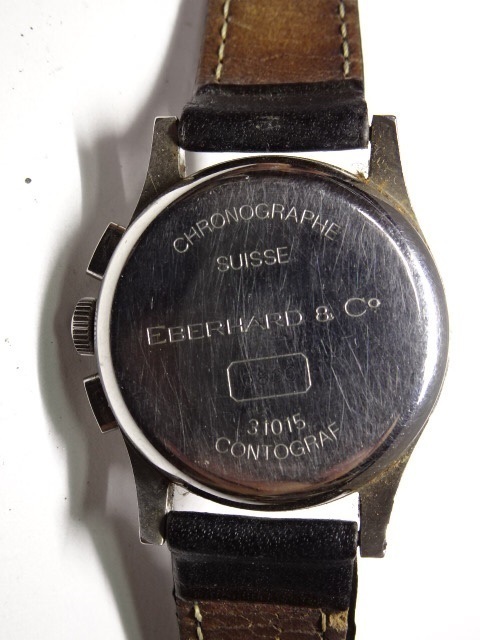 CHRONOGRAPHE
SUISSE
EBERHARD & Cº
31015
CONTOGRAF